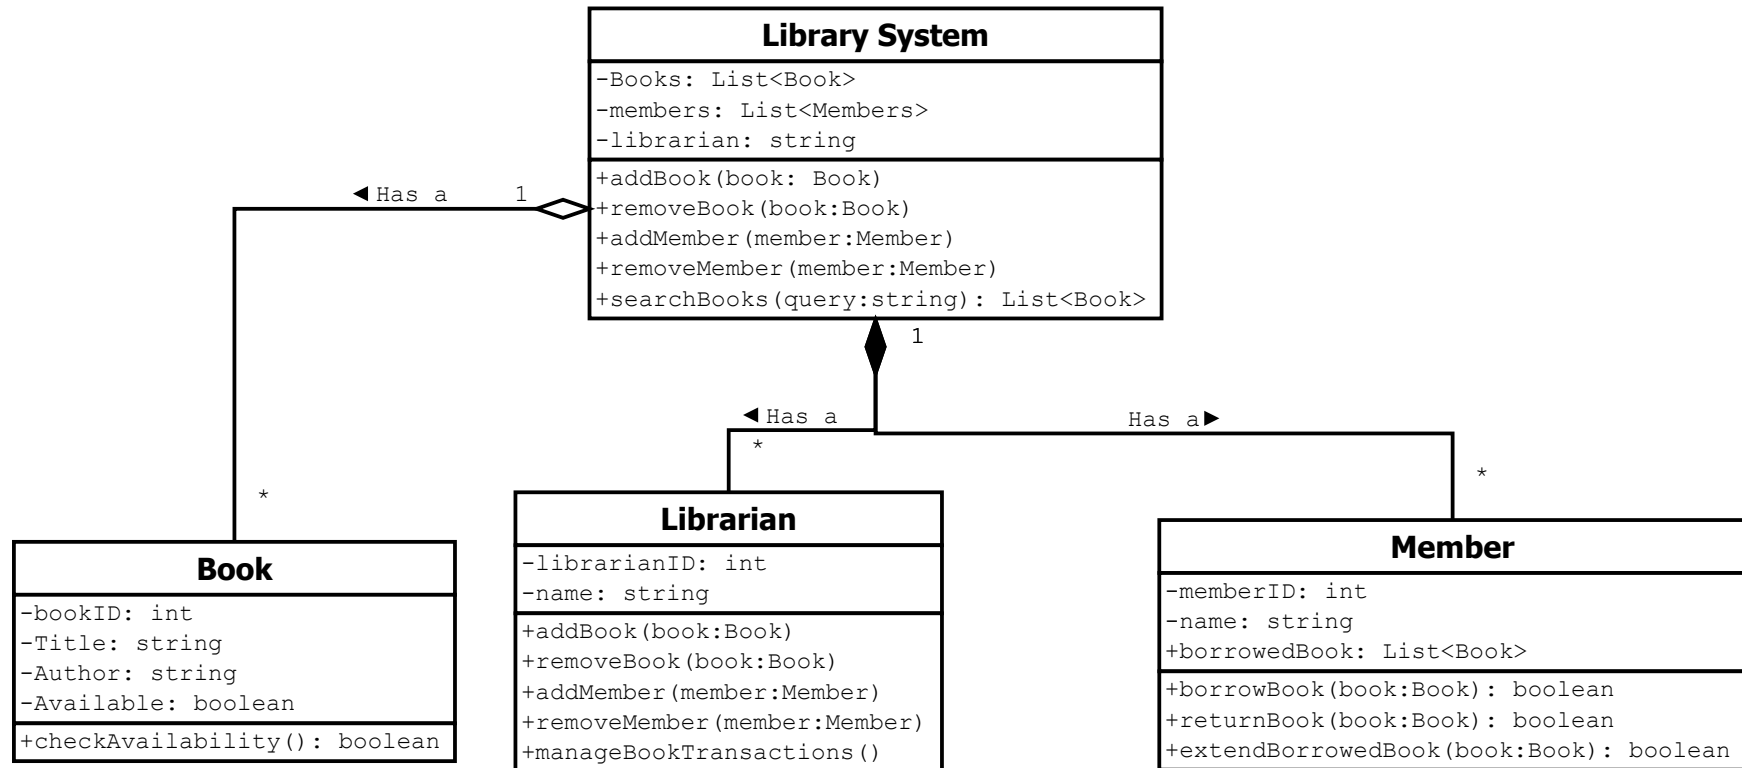 Library System
-Books: List<Book>
-members: List<Members>
-librarian: string
+addBook(book: Book)
+removeBook(book:Book)
+addMember(member:Member)
+removeMember(member:Member)
+searchBooks(query:string): List<Book>
◄ Has a
1
1
◄ Has a
Has a►
*
*
*
Book
-bookID: int
-Title: string
-Author: string
-Available: boolean
+checkAvailability(): boolean
Librarian
-librarianID: int
-name: string
+addBook(book:Book)
+removeBook(book:Book)
+addMember(member:Member)
+removeMember(member:Member)
+manageBookTransactions()
Member
-memberID: int
-name: string
+borrowedBook: List<Book>
+borrowBook(book:Book): boolean
+returnBook(book:Book): boolean
+extendBorrowedBook(book:Book): boolean